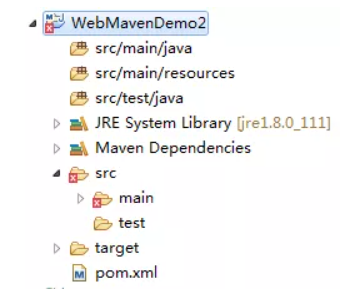 WebMavenDemo2
src/main/java
src/main/resources
src/test/java
JRE System Library [jre1.8.0_111]
Maven Dependencies
src
main
test
target
pom.xml